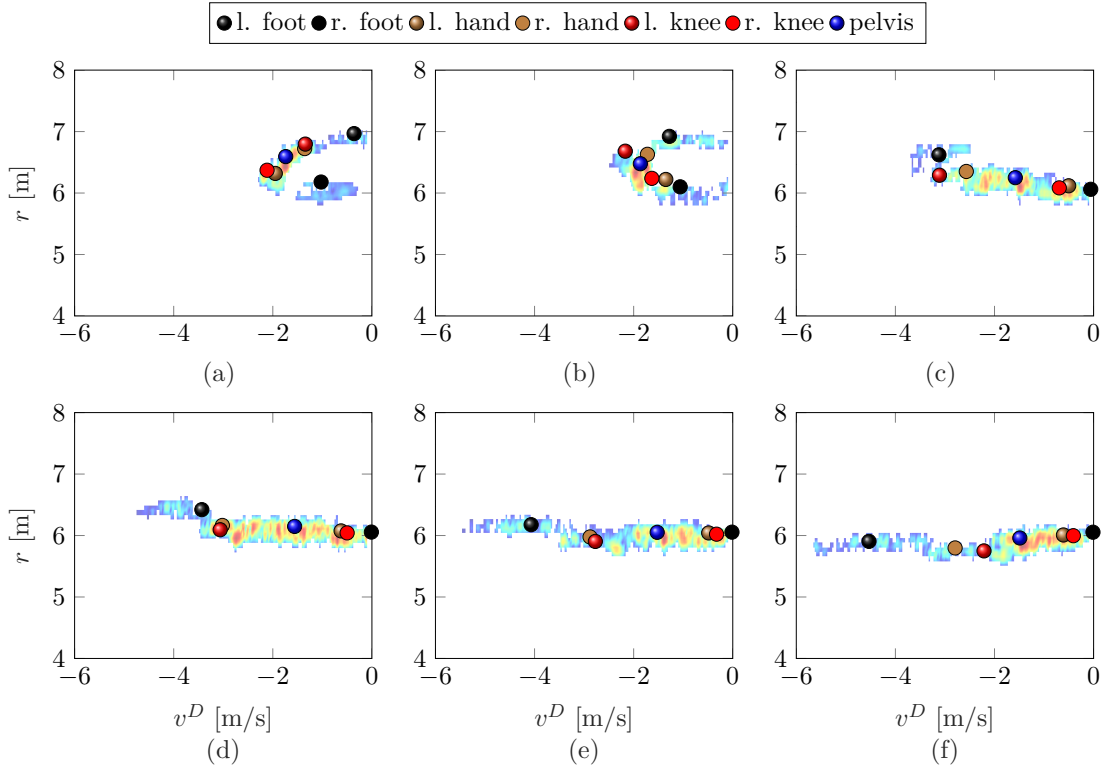 l. foot r. foot l. hand r. hand l. knee r. knee pelvis
8 8 8
7 7 7
6 6 6
5 5 5
4 4 4
r [m]
−6 −4 −2 0 −6 −4 −2 0 −6 −4 −2 0
(a) (b) (c)
8 8 8
7 7 7
6 6 6
5 5 5
4 4 4
r [m]
−6 −4 −2 0 −6 −4 −2 0 −6 −4 −2 0
v^D [m/s] v^D [m/s] v^D [m/s]
(d) (e) (f)